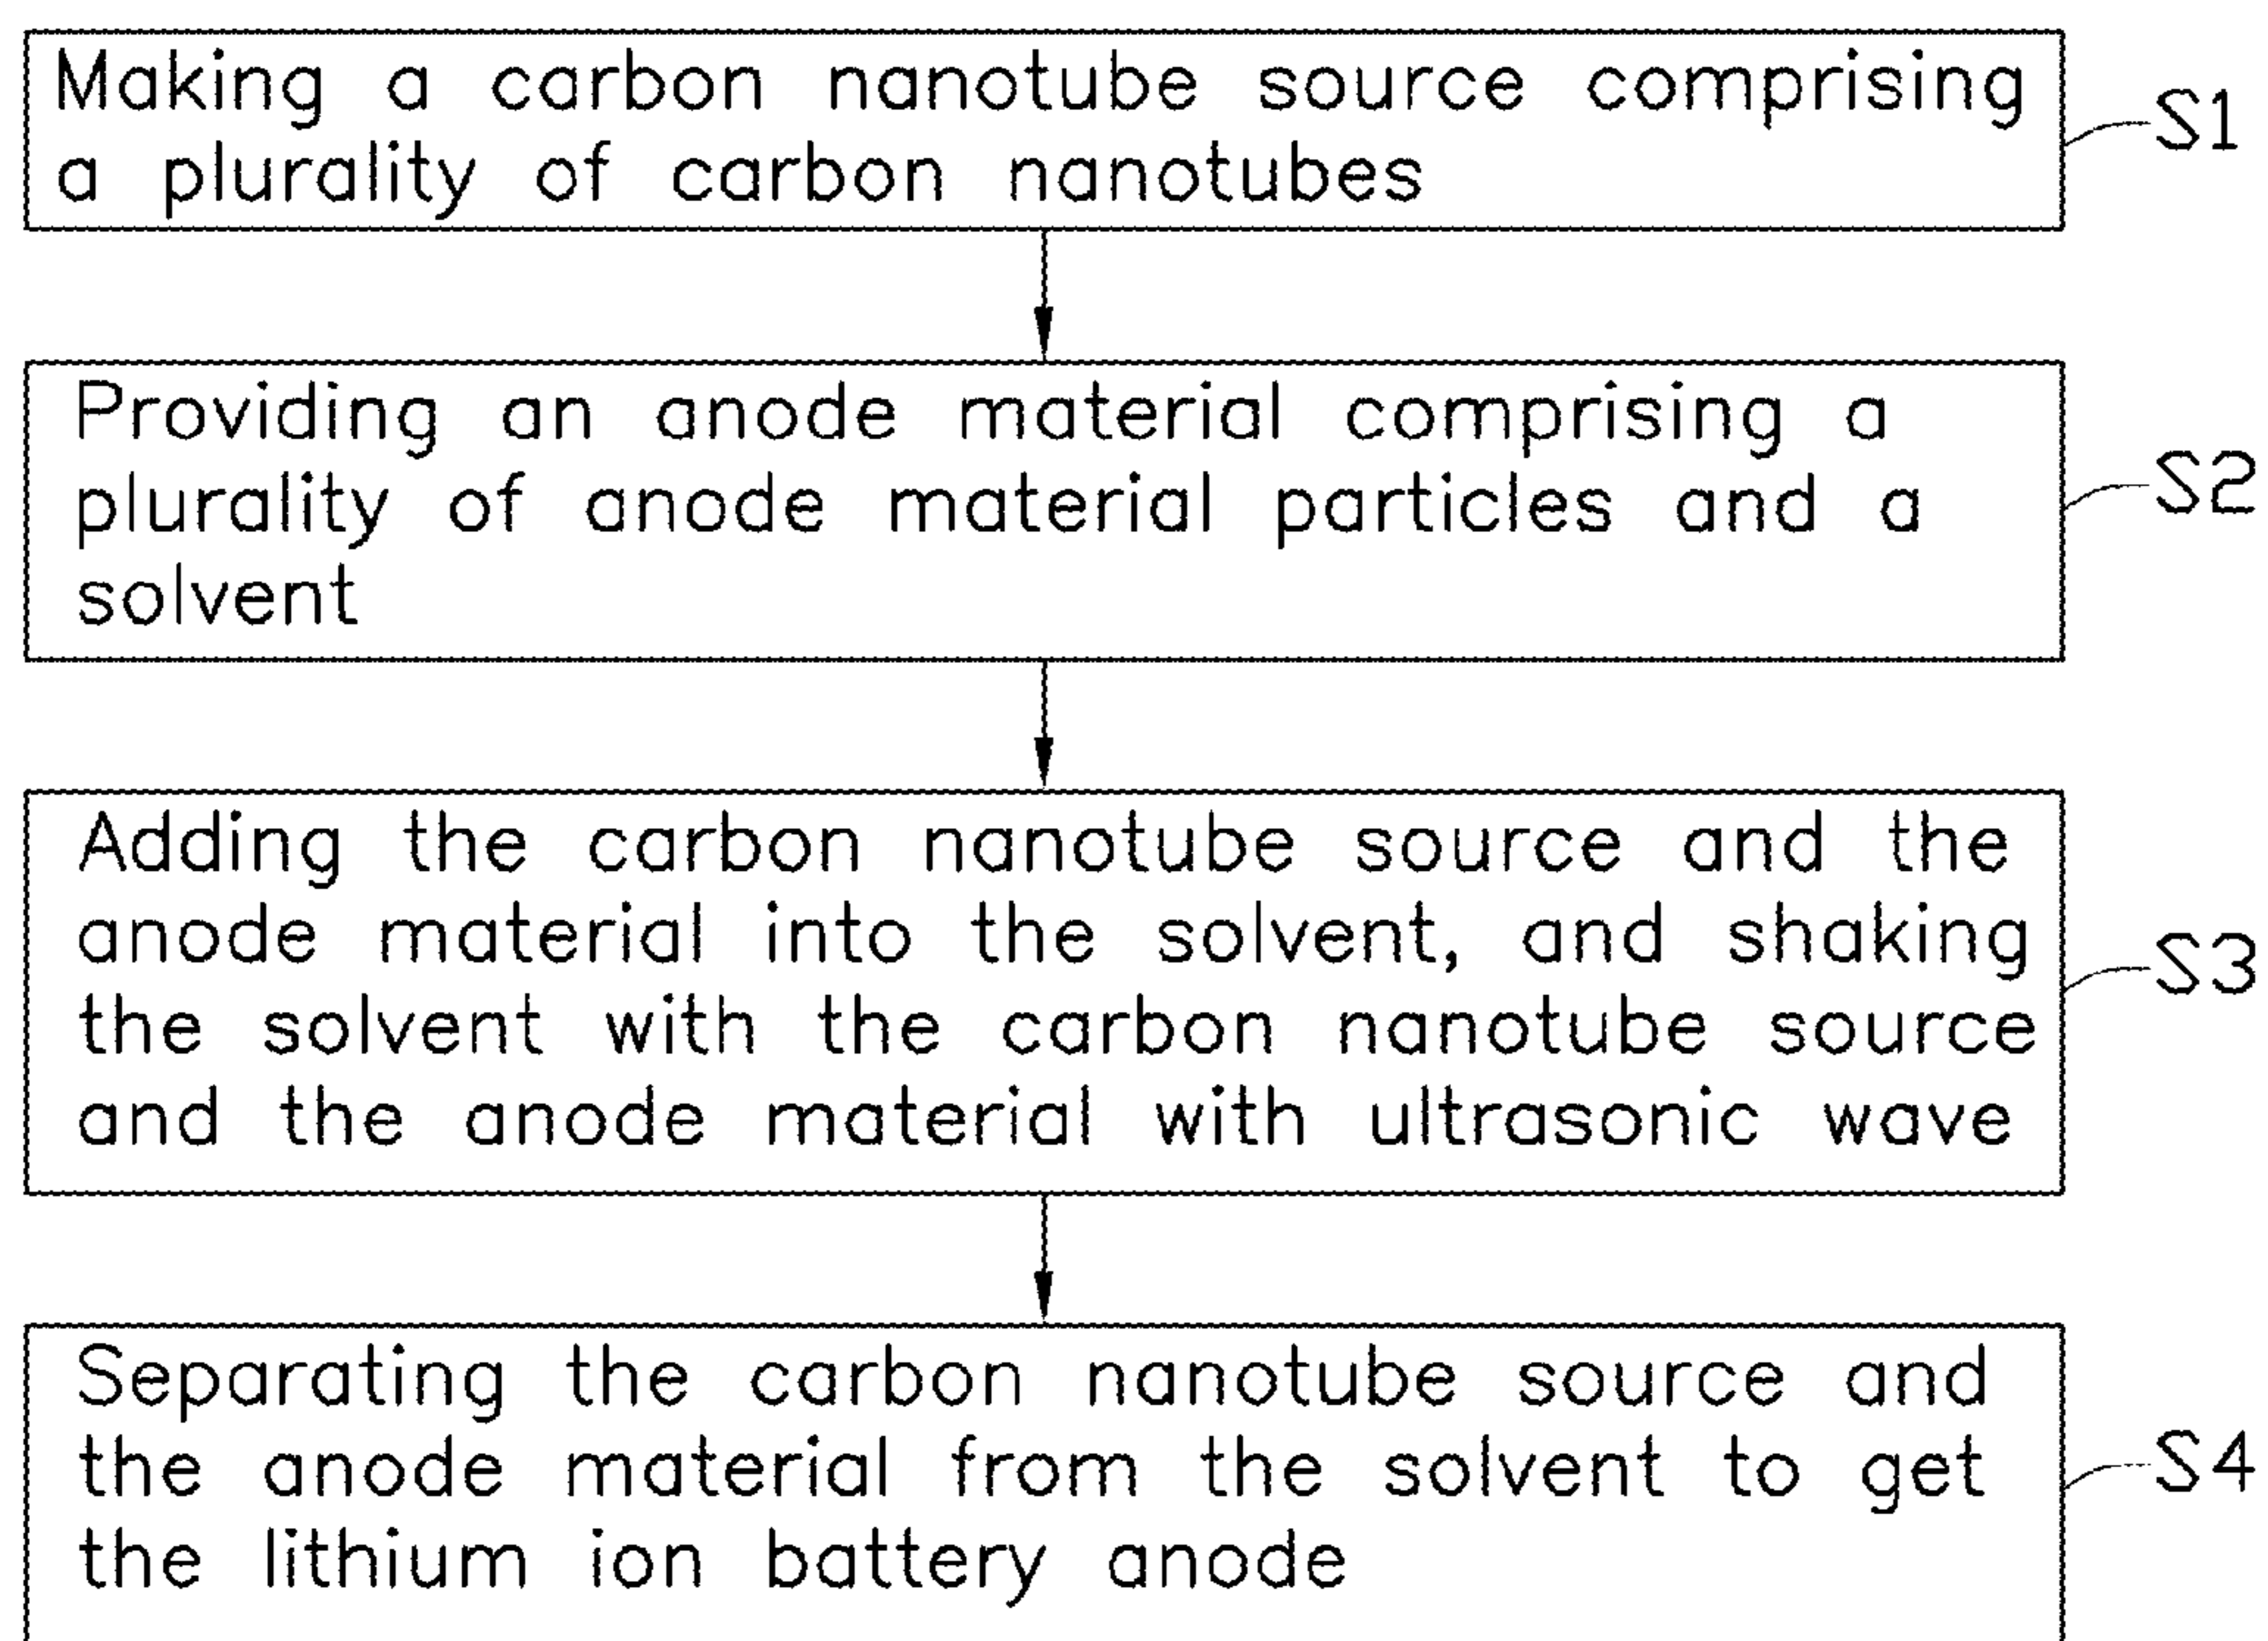 Making a carbon nanotube source comprising
a plurality of carbon nanotubes
S1
Providing an anode material comprising a
plurality of anode material particles and a
solvent
S2
Adding the carbon nanotube source and the
anode material into the solvent, and shaking
the solvent with the carbon nanotube source
and the anode material with ultrasonic wave
S3
Separating the carbon nanotube source and
the anode material from the solvent to get
the lithium ion battery anode
S4